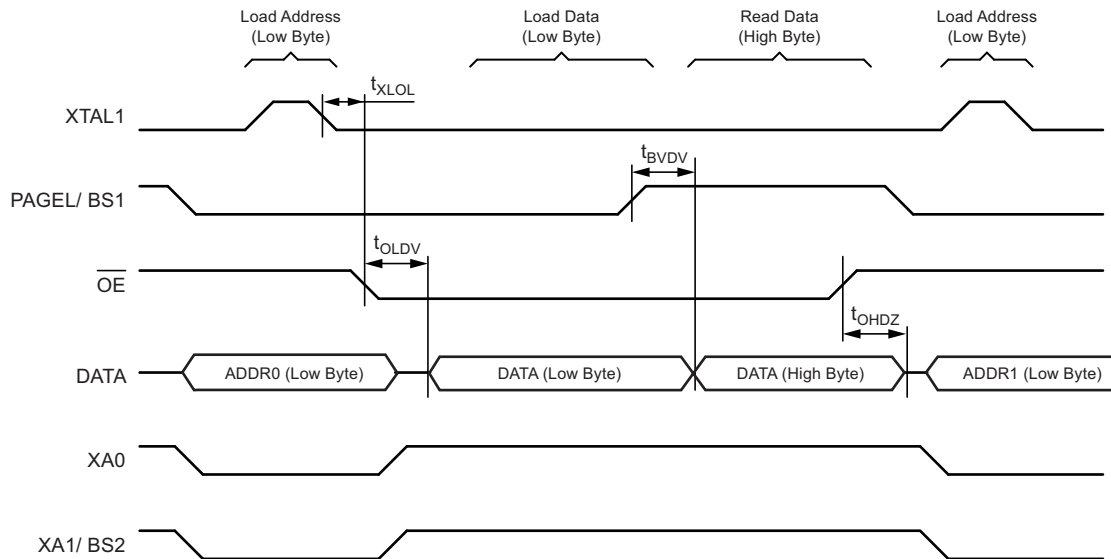 Load Address
(Low Byte)
Load Data
(Low Byte)
Read Data
(High Byte)
Load Address
(Low Byte)
tXLOL
XTAL1
tBVDV
PAGEL/ BS1
tOLDV
OE
tOHDZ
DATA
ADDR0 (Low Byte)
DATA (Low Byte)
DATA (High Byte)
ADDR1 (Low Byte)
XA0
XA1/ BS2